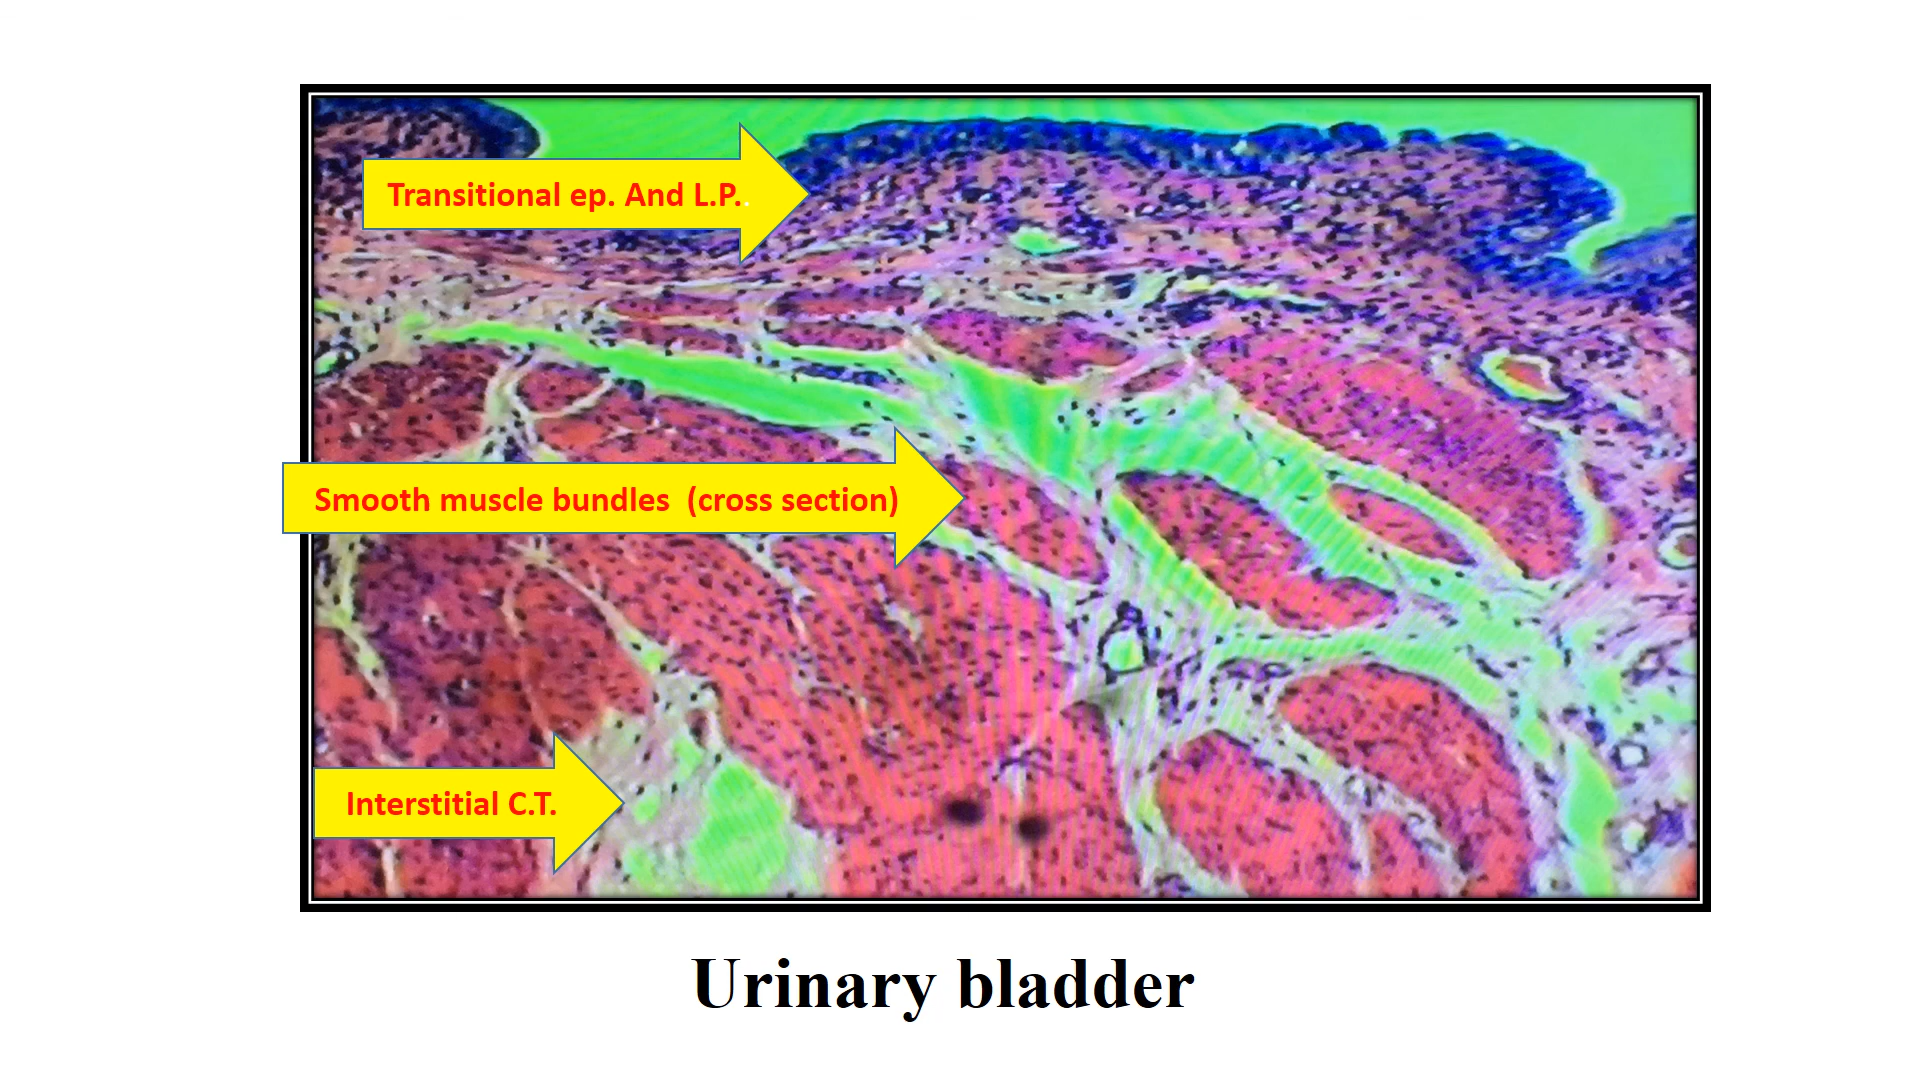 Transitional ep. And L.P..
Smooth muscle bundles  (cross section)
Interstitial C.T.
Urinary bladder